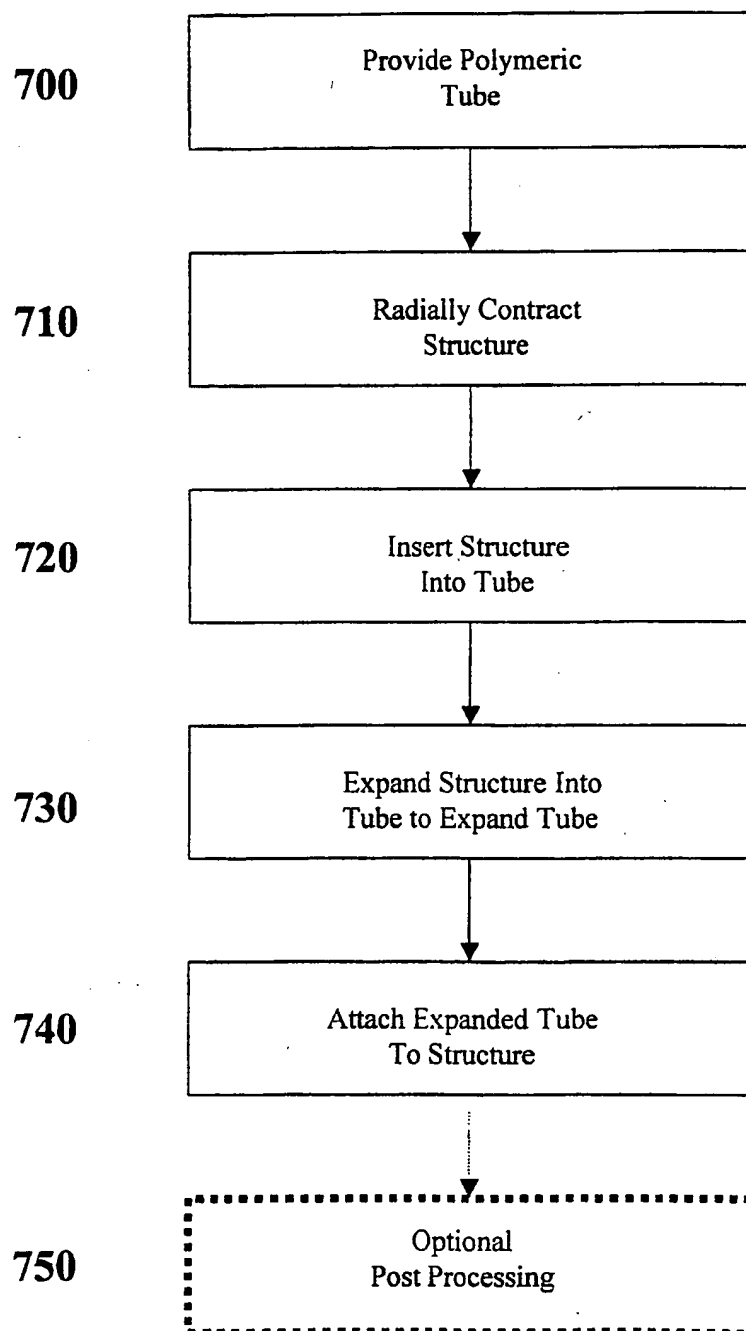 700
Provide Polymeric
Tube
710
Radially Contract
Structure
720
Insert Structure
Into Tube
730
Expand Structure Into
Tube to Expand Tube
740
Attach Expanded Tube
To Structure
750
Optional
Post Processing